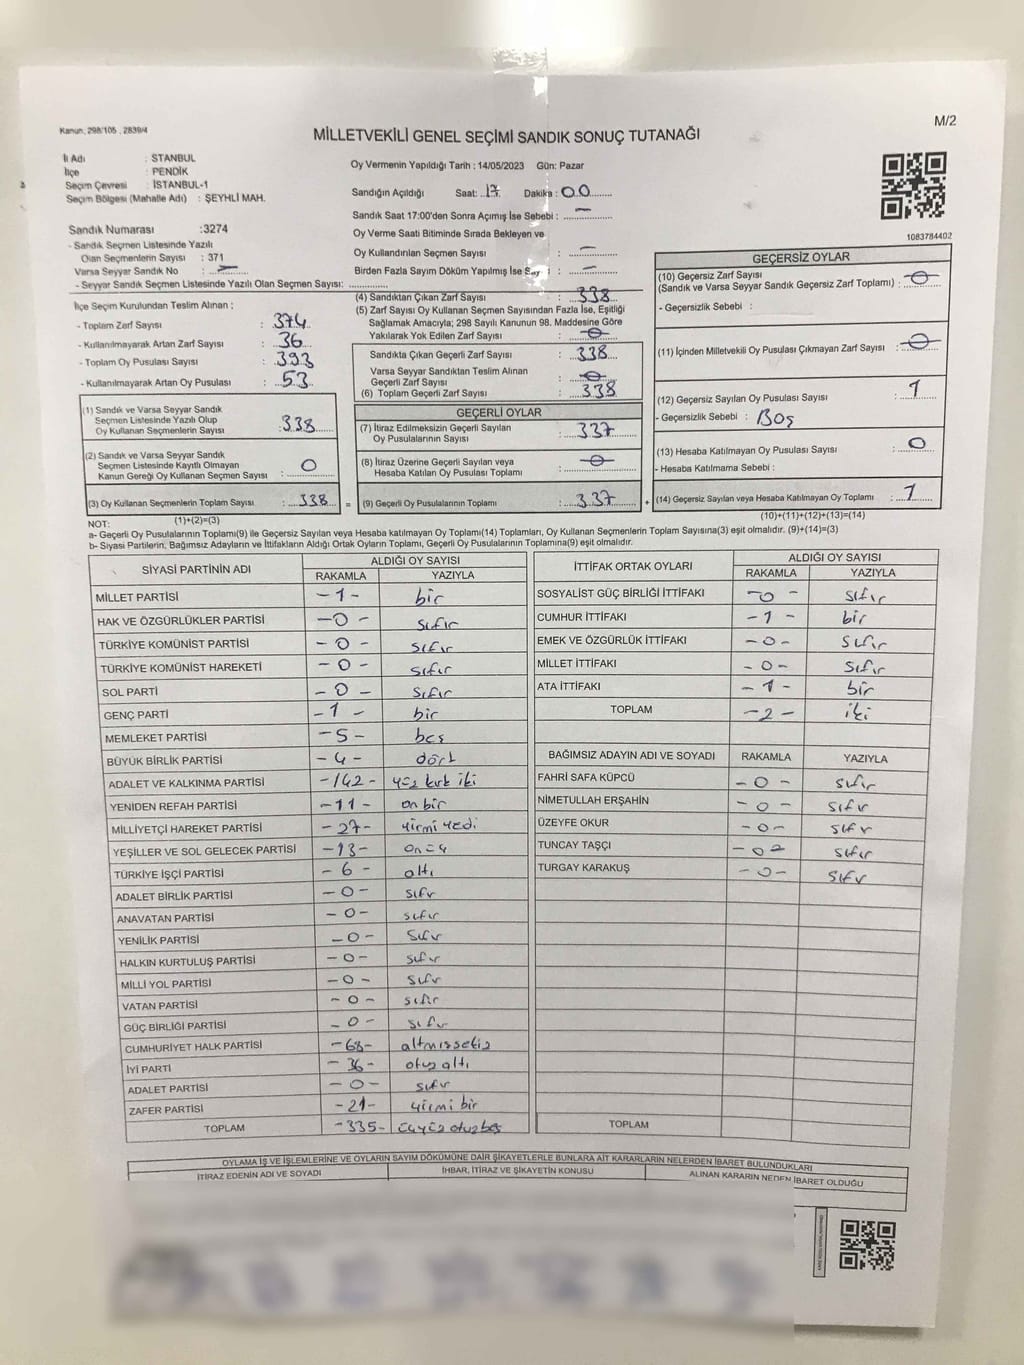 Kanun, 298/105 , 2839/4
M/2
MİLLETVEKİLİ GENEL SEÇİMİ SANDIK SONUÇ TUTANAĞI
İl Adı : STANBUL
İlçe : PENDİK
Seçim Çevresi : İSTANBUL-1
Seçim Bölgesi (Mahalle Adı) : ŞEYHLİ MAH.
Sandık Numarası :3274
- Sandık Seçmen Listesinde Yazılı
Olan Seçmenlerin Sayısı : 371
Varsa Seyyar Sandık No : -
- Seyyar Sandık Seçmen Listesinde Yazılı Olan Seçmen Sayısı:
Oy Vermenin Yapıldığı Tarih : 14/05/2023 Gün: Pazar
Sandığın Açıldığı Saat: 17 Dakika : 00
Sandık Saat 17:00'den Sonra Açımış İse Sebebi : -
Oy Verme Saati Bitiminde Sırada Bekleyen ve
Oy Kullandırılan Seçmen Sayısı : -
Birden Fazla Sayım Döküm Yapılmış İse Sayı : -
1083784402
İlçe Seçim Kurulundan Teslim Alınan ;
- Toplam Zarf Sayısı : 374
- Kullanılmayarak Artan Zarf Sayısı : 36
- Toplam Oy Pusulası Sayısı : 393
- Kullanılmayarak Artan Oy Pusulası : 53
(1) Sandık ve Varsa Seyyar Sandık
Seçmen Listesinde Yazılı Olup
Oy Kullanan Seçmenlerin Sayısı : 338
(2) Sandık ve Varsa Seyyar Sandık
Seçmen Listesinde Kayıtlı Olmayan
Kanun Gereği Oy Kullanan Seçmen Sayısı : 0
(3) Oy Kullanan Seçmenlerin Toplam Sayısı : 338 =
(1)+(2)=(3)
(4) Sandıktan Çıkan Zarf Sayısı : 338
(5) Zarf Sayısı Oy Kullanan Seçmen Sayısından Fazla İse, Eşitliği
Sağlamak Amacıyla; 298 Sayılı Kanunun 98. Maddesine Göre
Yakılarak Yok Edilen Zarf Sayısı : 0
Sandıkta Çıkan Geçerli Zarf Sayısı : 338
Varsa Seyyar Sandıktan Teslim Alınan
Geçerli Zarf Sayısı : 0
(6) Toplam Geçerli Zarf Sayısı : 338
GEÇERLİ OYLAR
(7) İtiraz Edilmeksizin Geçerli Sayılan
Oy Pusulalarının Sayısı : 337
(8) İtiraz Üzerine Geçerli Sayılan veya
Hesaba Katılan Oy Pusulası Toplamı : 0
(9) Geçerli Oy Pusulalarının Toplamı : 337 +
GEÇERSİZ OYLAR
(10) Geçersiz Zarf Sayısı
(Sandık ve Varsa Seyyar Sandık Geçersiz Zarf Toplamı) : 0
- Geçersizlik Sebebi :
(11) İçinden Milletvekili Oy Pusulası Çıkmayan Zarf Sayısı : 0
(12) Geçersiz Sayılan Oy Pusulası Sayısı : 1
- Geçersizlik Sebebi : Boş
(13) Hesaba Katılmayan Oy Pusulası Sayısı : 0
- Hesaba Katılmama Sebebi :
(14) Geçersiz Sayılan veya Hesaba Katılmayan Oy Toplamı : 1
(10)+(11)+(12)+(13)=(14)
NOT:
a- Geçerli Oy Pusulalarının Toplamı(9) ile Geçersiz Sayılan veya Hesaba katılmayan Oy Toplamı(14) Toplamları, Oy Kullanan Seçmenlerin Toplam Sayısına(3) eşit olmalıdır. (9)+(14)=(3)
b- Siyasi Partilerin, Bağımsız Adayların ve İttifakların Aldığı Ortak Oyların Toplamı, Geçerli Oy Pusulalarının Toplamına(9) eşit olmalıdır.
SİYASİ PARTİNİN ADI ALDIĞI OY SAYISI
RAKAMLA YAZIYLA
MİLLET PARTİSİ -1- bir
HAK VE ÖZGÜRLÜKLER PARTİSİ -0- sıfır
TÜRKİYE KOMÜNİST PARTİSİ -0- sıfır
TÜRKİYE KOMÜNİST HAREKETİ -0- sıfır
SOL PARTİ -0- sıfır
GENÇ PARTİ -1- bir
MEMLEKET PARTİSİ -5- beş
BÜYÜK BİRLİK PARTİSİ -4- dört
ADALET VE KALKINMA PARTİSİ -142- yüz kırk iki
YENİDEN REFAH PARTİSİ -11- on bir
MİLLİYETÇİ HAREKET PARTİSİ -27- yirmi yedi
YEŞİLLER VE SOL GELECEK PARTİSİ -13- on üç
TÜRKİYE İŞÇİ PARTİSİ -6- altı
ADALET BİRLİK PARTİSİ -0- sıfır
ANAVATAN PARTİSİ -0- sıfır
YENİLİK PARTİSİ -0- sıfır
HALKIN KURTULUŞ PARTİSİ -0- sıfır
MİLLİ YOL PARTİSİ -0- sıfır
VATAN PARTİSİ -0- sıfır
GÜÇ BİRLİĞİ PARTİSİ -0- sıfır
CUMHURİYET HALK PARTİSİ -68- altmışsekiz
İYİ PARTİ -36- otuz altı
ADALET PARTİSİ -0- sıfır
ZAFER PARTİSİ -21- yirmi bir
TOPLAM -335- üçyüz otuzbeş
İTTİFAK ORTAK OYLARI ALDIĞI OY SAYISI
RAKAMLA YAZIYLA
SOSYALİST GÜÇ BİRLİĞİ İTTİFAKI -0- sıfır
CUMHUR İTTİFAKI -1- bir
EMEK VE ÖZGÜRLÜK İTTİFAKI -0- sıfır
MİLLET İTTİFAKI -0- sıfır
ATA İTTİFAKI -1- bir
TOPLAM -2- iki
BAĞIMSIZ ADAYIN ADI VE SOYADI RAKAMLA YAZIYLA
FAHRİ SAFA KÜPCÜ -0- sıfır
NİMETULLAH ERŞAHİN -0- sıfır
ÜZEYFE OKUR -0- sıfır
TUNCAY TAŞÇI -0- sıfır
TURGAY KARAKUŞ -0- sıfır
TOPLAM
OYLAMA İŞ VE İŞLEMLERİNE VE OYLARIN SAYIM DÖKÜMÜNE DAİR ŞİKAYETLERLE BUNLARA AİT KARARLARIN NELERDEN İBARET BULUNDUKLARI
İTİRAZ EDENİN ADI VE SOYADI İHBAR, İTİRAZ VE ŞİKAYETİN KONUSU ALINAN KARARIN NEDEN İBARET OLDUĞU